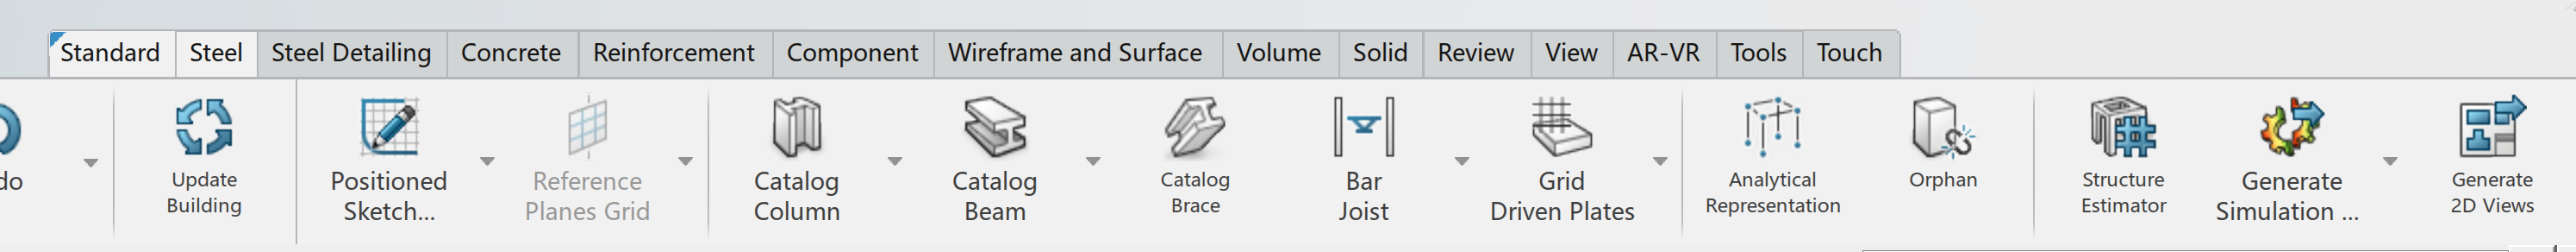 Standard Steel Steel Detailing Concrete Reinforcement Component Wireframe and Surface Volume Solid Review View AR-VR Tools Touch
do
Update
Building
Positioned
Sketch...
Reference
Planes Grid
Catalog
Column
Catalog
Beam
Catalog
Brace
Bar
Joist
Grid
Driven Plates
Analytical
Representation
Orphan
Structure
Estimator
Generate
Simulation ...
Generate
2D Views